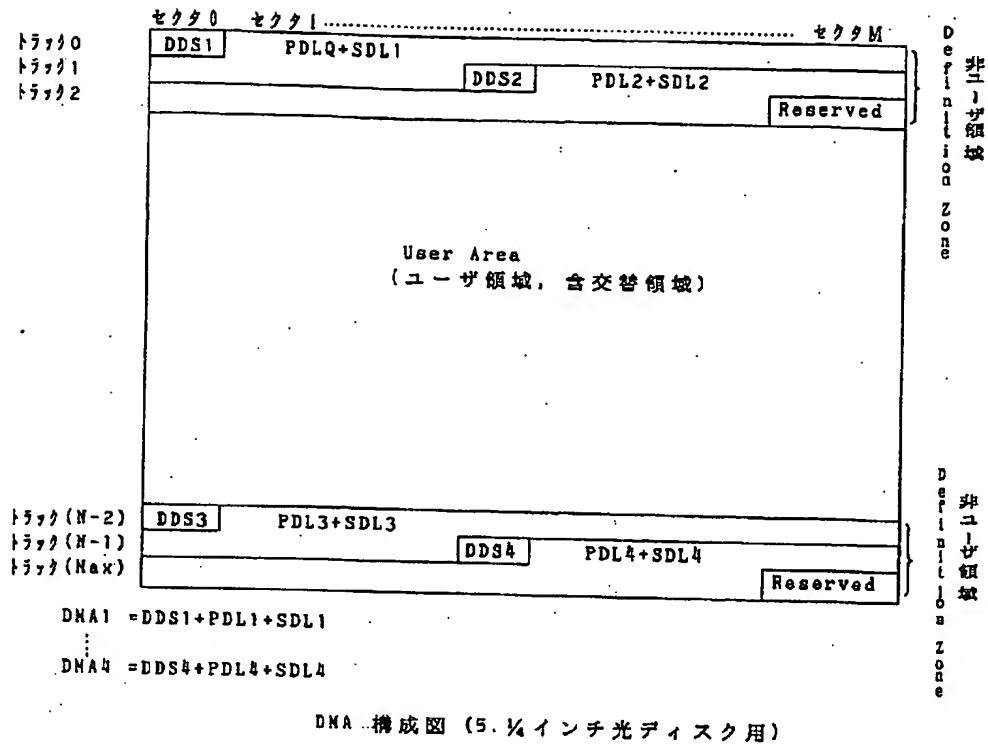 セクタ0 セクタ1 ........................ セクタM
トラック0 DDS1 PDLQ+SDL1
トラック1 DDS2 PDL2+SDL2
トラック2 Reserved
Definition Zone
非ユーザ領域
User Area
(ユーザ領域, 含交替領域)
トラック(N-2) DDS3 PDL3+SDL3
トラック(N-1) DDS4 PDL4+SDL4
トラック(Max) Reserved
Definition Zone
非ユーザ領域
DMA1 =DDS1+PDL1+SDL1
DMA4 =DDS4+PDL4+SDL4
DMA 構成図 (5.1/4インチ光ディスク用)